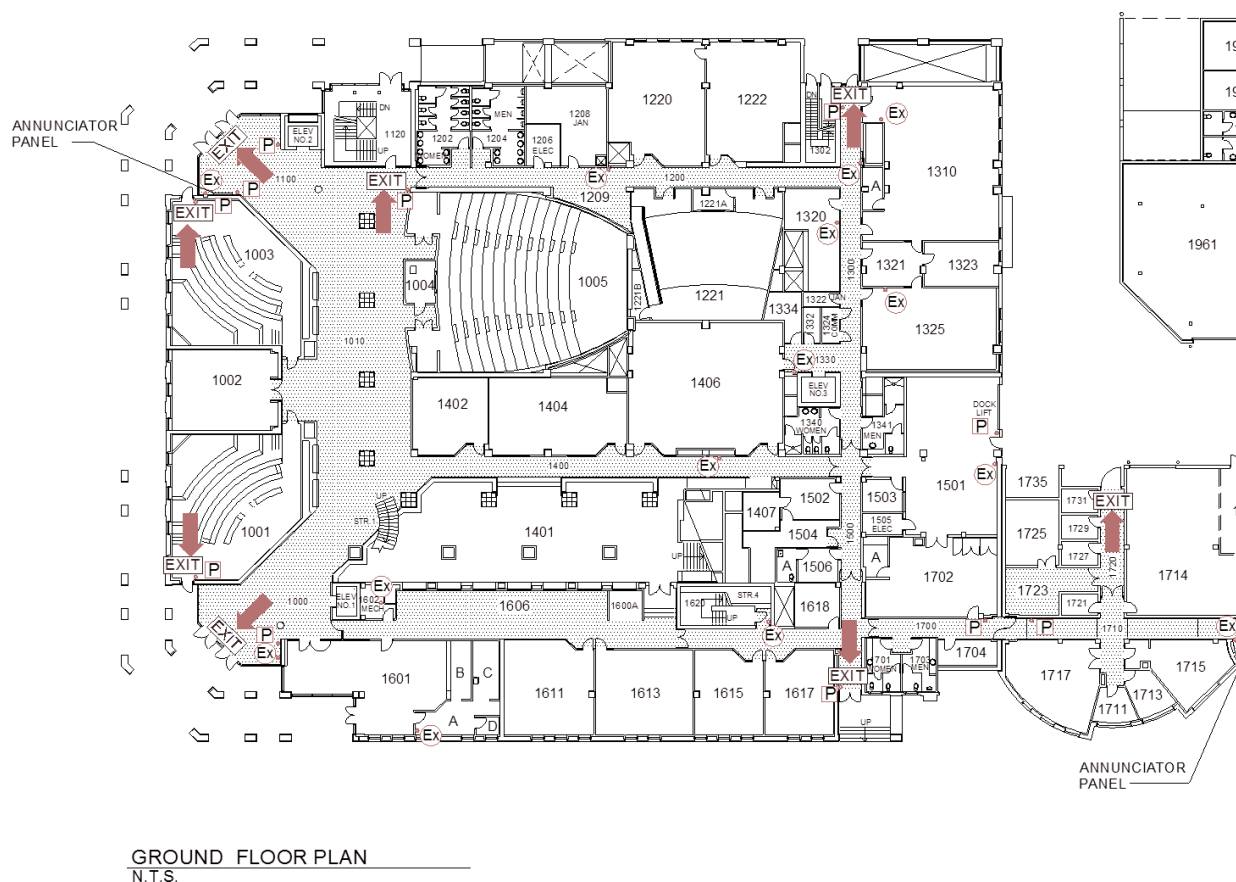 ANNUNCIATOR
PANEL
EXIT
P
ELEV
NO.2
DN
UP
1120
1202
1204
MEN
1206
ELEC
1208
JAN
1220
1222
DN
1302
EXIT
P
Ex
1310
A
Ex
1100
Ex
P
P
EXIT
EXIT
P
Ex
1200
1209
1221A
1320
Ex
1300
1321
1323
1961
1003
1004
1005
1221B
1221
1334
1322
JAN
1332
1324
COMM
Ex
1325
1010
Ex
1330
1002
1402
1404
1406
ELEV
NO.3
1340
WOMEN
1341
MEN
DOCK
LIFT
P
Ex
1400
Ex
1501
1001
UP
STR.1
1401
1407
1502
1503
1504
1505
ELEC
1500
UP
A
1506
A
1702
1735
1731
EXIT
1725
1729
1727
1720
1714
1723
1721
EXIT
P
Ex
1000
ELEV
NO.1
1602
MECH
1606
1600A
1620
STR.4
UP
1618
Ex
EXIT
P
Ex
1700
P
P
1710
Ex
1601
B
C
A
D
Ex
1611
1613
1615
1617
EXIT
P
UP
1701
WOMEN
1703
MEN
1704
1717
1711
1713
1715
ANNUNCIATOR
PANEL
GROUND FLOOR PLAN
N.T.S.